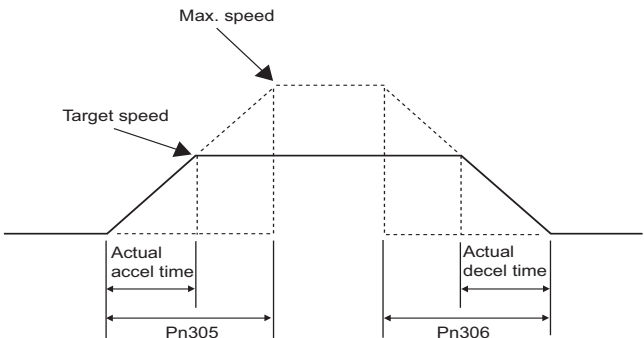 Max. speed
Target speed
Actual
accel time
Actual
decel time
Pn305
Pn306